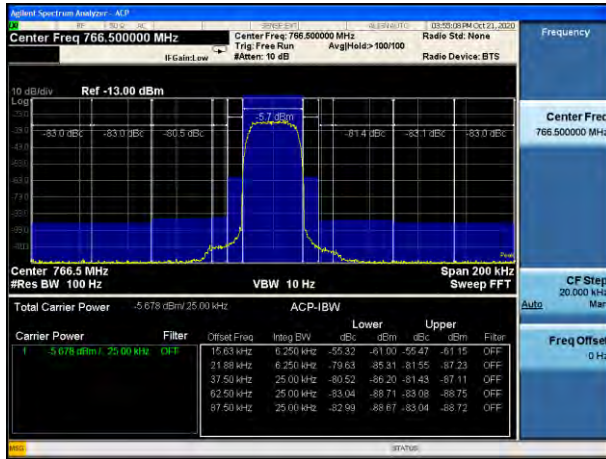 Agilent Spectrum Analyzer - ACP
RF 50 Ω AC SENSE:EXT ALIGN AUTO 03:55:08 PM Oct 21, 2020
Center Freq 766.500000 MHz
Center Freq: 766.500000 MHz
Radio Std: None
Trig: Free Run Avg|Hold:> 100/100
IFGain:Low #Atten: 10 dB Radio Device: BTS
10 dB/div Ref -13.00 dBm
Log
-5.7 dBm
-83.0 dBc -83.0 dBc -80.5 dBc -81.4 dBc -83.1 dBc -83.0 dBc
Peak
Center 766.5 MHz Span 200 kHz
#Res BW 100 Hz VBW 10 Hz Sweep FFT
Total Carrier Power -5.678 dBm/ 25.00 kHz ACP-IBW
Lower Upper
Carrier Power Filter Offset Freq Integ BW dBc dBm dBc dBm Filter
1 -5.678 dBm / 25.00 kHz OFF 15.63 kHz 6.250 kHz -55.32 -61.00 -55.47 -61.15 OFF
21.88 kHz 6.250 kHz -79.63 -85.31 -81.55 -87.23 OFF
37.50 kHz 25.00 kHz -80.52 -86.20 -81.43 -87.11 OFF
62.50 kHz 25.00 kHz -83.04 -88.71 -83.08 -88.75 OFF
87.50 kHz 25.00 kHz -82.99 -88.67 -83.04 -88.72 OFF
MSG STATUS
Frequency
Center Freq
766.500000 MHz
CF Step
20.000 kHz
Auto Man
Freq Offset
0 Hz